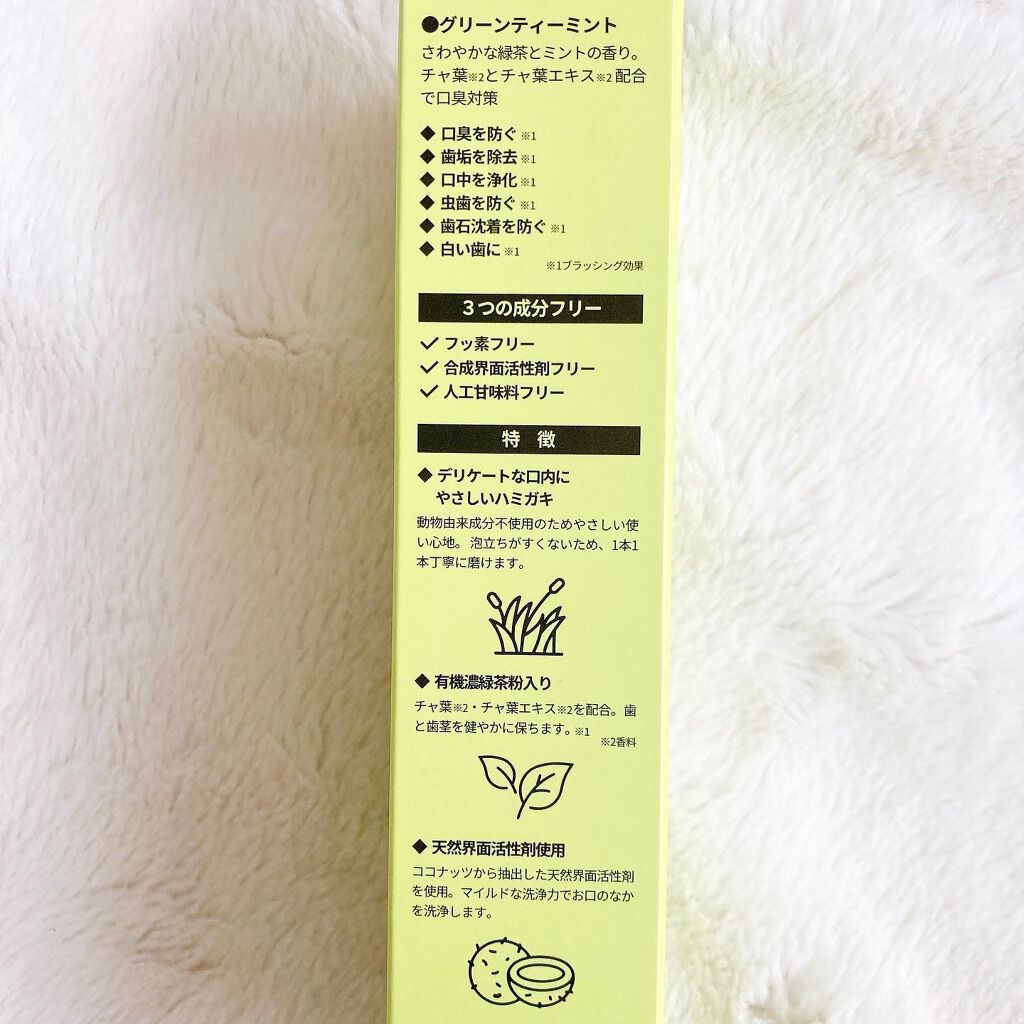 ●グリーンティーミント
さわやかな緑茶とミントの香り。
チャ葉※2とチャ葉エキス※2 配合
で口臭対策
◆ 口臭を防ぐ ※1
◆ 歯垢を除去 ※1
◆ 口中を浄化 ※1
◆ 虫歯を防ぐ ※1
◆ 歯石沈着を防ぐ ※1
◆ 白い歯に ※1
※1ブラッシング効果
３つの成分フリー
✓ フッ素フリー
✓ 合成界面活性剤フリー
✓ 人工甘味料フリー
特 徴
◆ デリケートな口内に
やさしいハミガキ
動物由来成分不使用のためやさしい使
い心地。泡立ちがすくないため、1本1
本丁寧に磨けます。
◆ 有機濃緑茶粉入り
チャ葉※2・チャ葉エキス※2を配合。歯
と歯茎を健やかに保ちます。※1
※2香料
◆ 天然界面活性剤使用
ココナッツから抽出した天然界面活性剤
を使用。マイルドな洗浄力でお口のなか
を洗浄します。